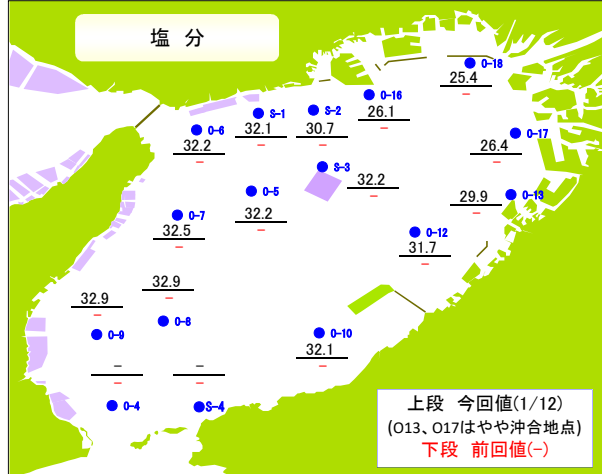 塩 分
O-18
25.4
−
O-16
26.1
−
S-1
32.1
−
S-2
30.7
−
O-6
32.2
−
O-17
26.4
−
S-3
32.2
−
O-5
32.2
−
O-13
29.9
−
O-7
32.5
−
O-12
31.7
−
32.9
−
O-8
32.9
−
O-9
O-10
32.1
−
−
−
O-4
−
−
S-4
上段 今回値(1/12)
(O13、O17はやや沖合地点)
下段 前回値(−)